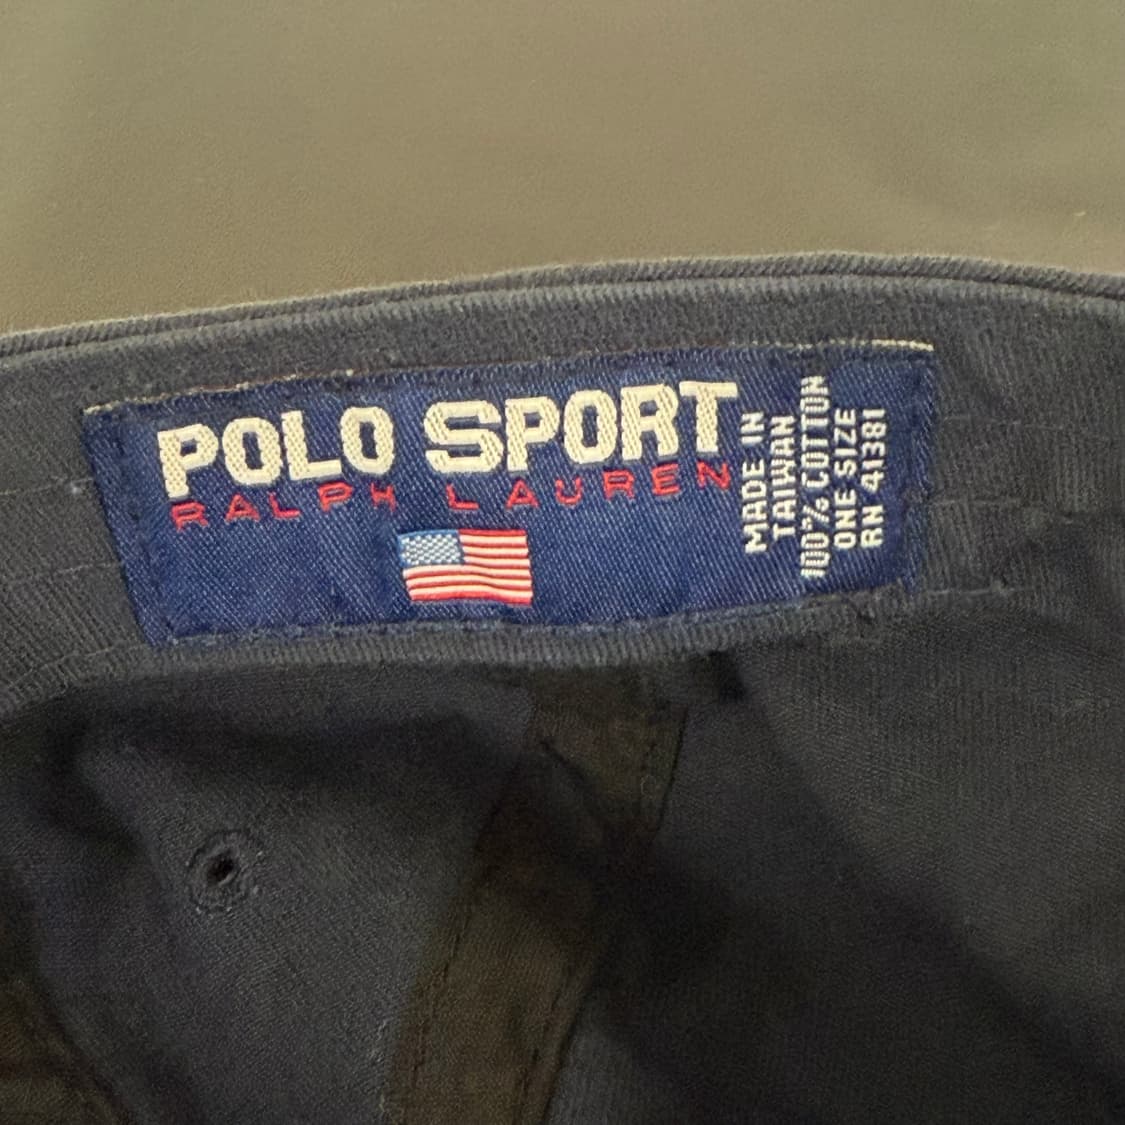 POLO SPORT
RALPH LAUREN
MADE IN
TAIWAN
100% COTTON
ONE SIZE
RN 41381